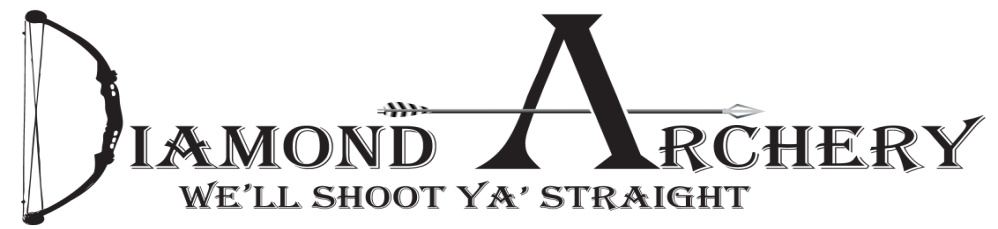 DIAMOND ARCHERY
WE'LL SHOOT YA' STRAIGHT